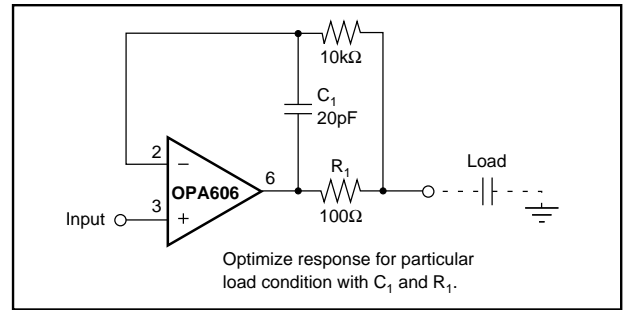 10kΩ
C₁
20pF
2
−
OPA606
6
R₁
Load
Input
3
+
100Ω
Optimize response for particular
load condition with C₁ and R₁.